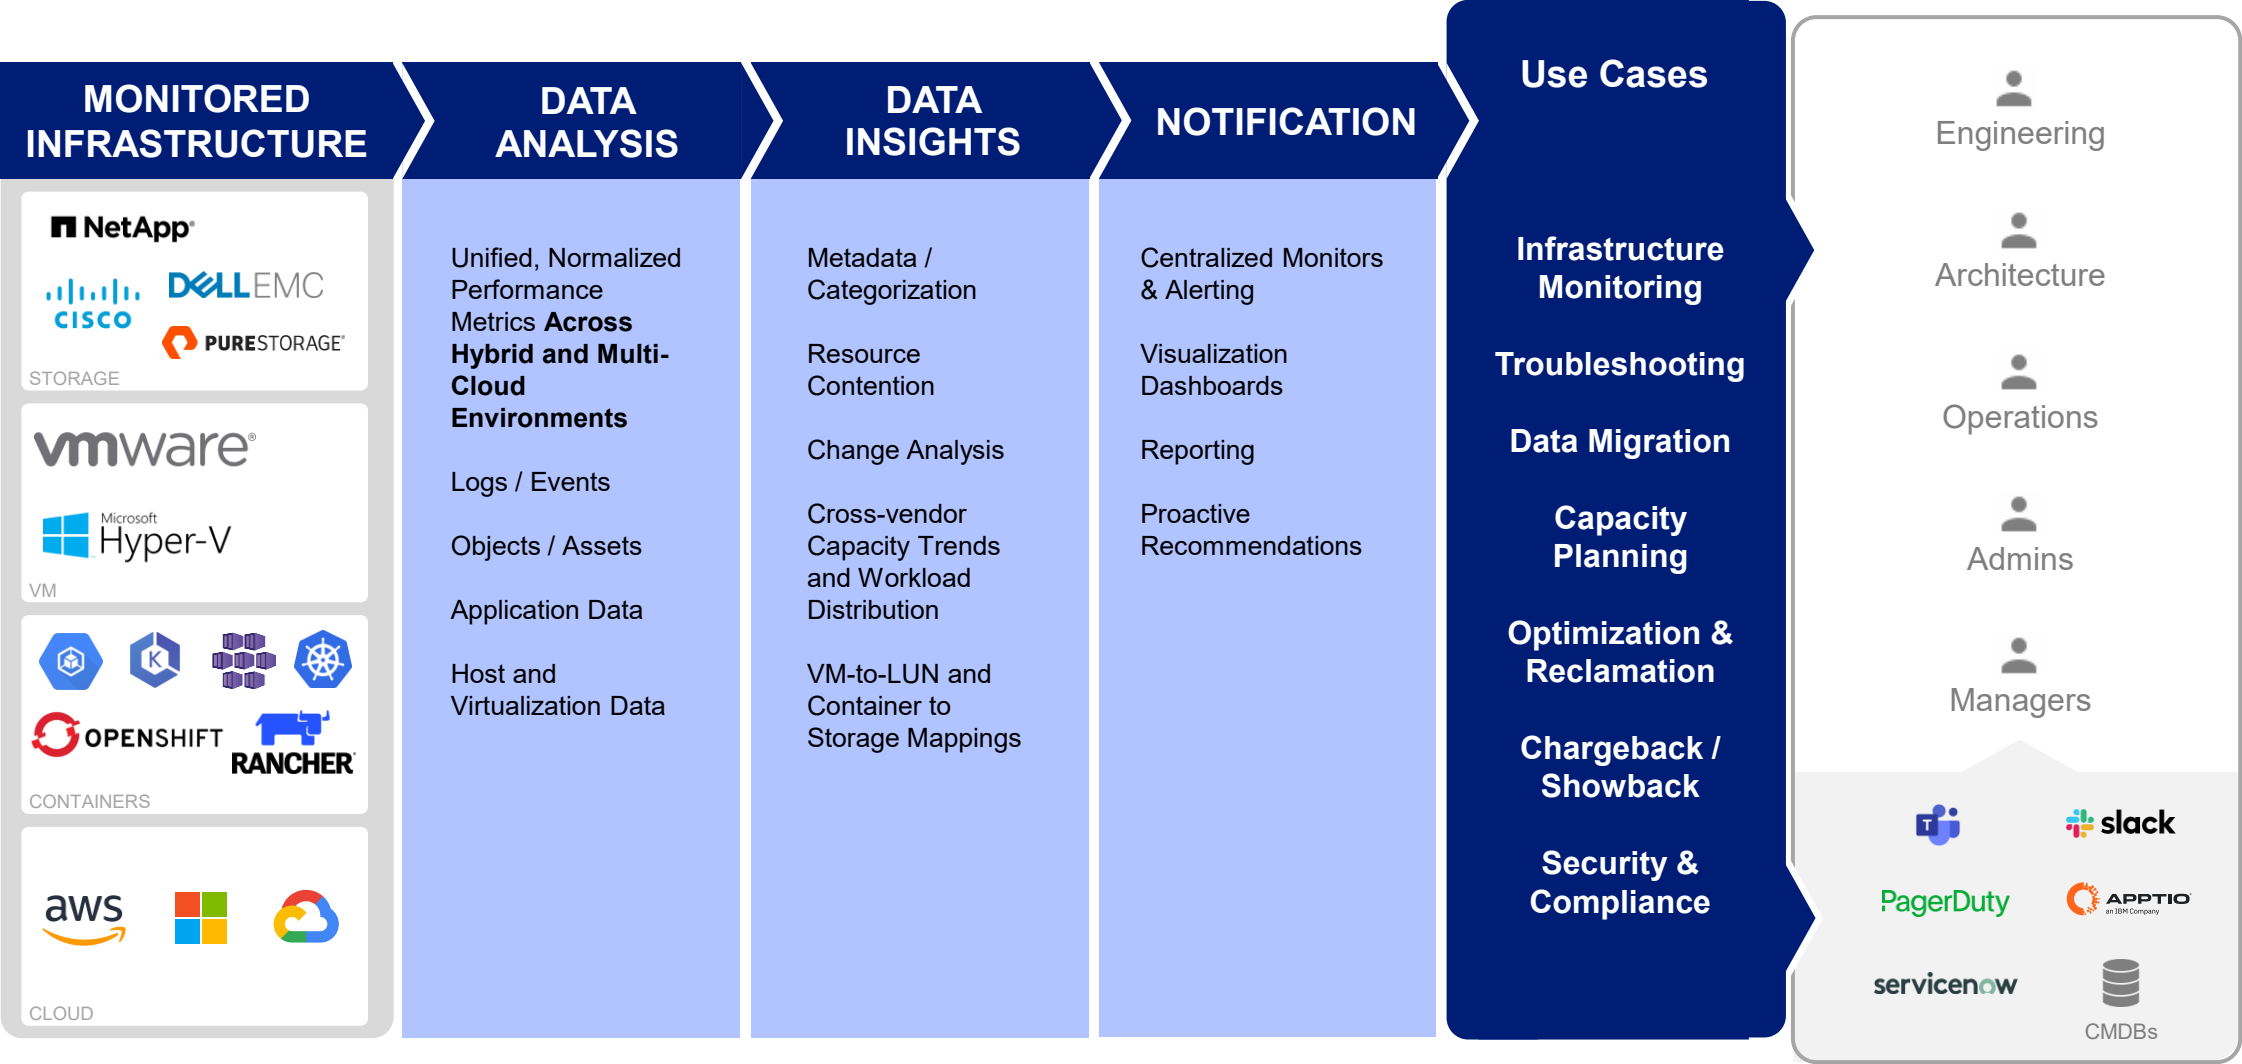 MONITORED
INFRASTRUCTURE
NetApp®
CISCO
DELLEMC
PURESTORAGE®
STORAGE
vmware®
Microsoft
Hyper-V
VM
K
OPENSHIFT
RANCHER®
CONTAINERS
aws
CLOUD
DATA
ANALYSIS
Unified, Normalized
Performance
Metrics Across
Hybrid and Multi-
Cloud
Environments
Logs / Events
Objects / Assets
Application Data
Host and
Virtualization Data
DATA
INSIGHTS
Metadata /
Categorization
Resource
Contention
Change Analysis
Cross-vendor
Capacity Trends
and Workload
Distribution
VM-to-LUN and
Container to
Storage Mappings
NOTIFICATION
Centralized Monitors
& Alerting
Visualization
Dashboards
Reporting
Proactive
Recommendations
Use Cases
Infrastructure
Monitoring
Troubleshooting
Data Migration
Capacity
Planning
Optimization &
Reclamation
Chargeback /
Showback
Security &
Compliance
Engineering
Architecture
Operations
Admins
Managers
T
slack
PagerDuty
APPTIO
an IBM Company
servicenow
CMDBs